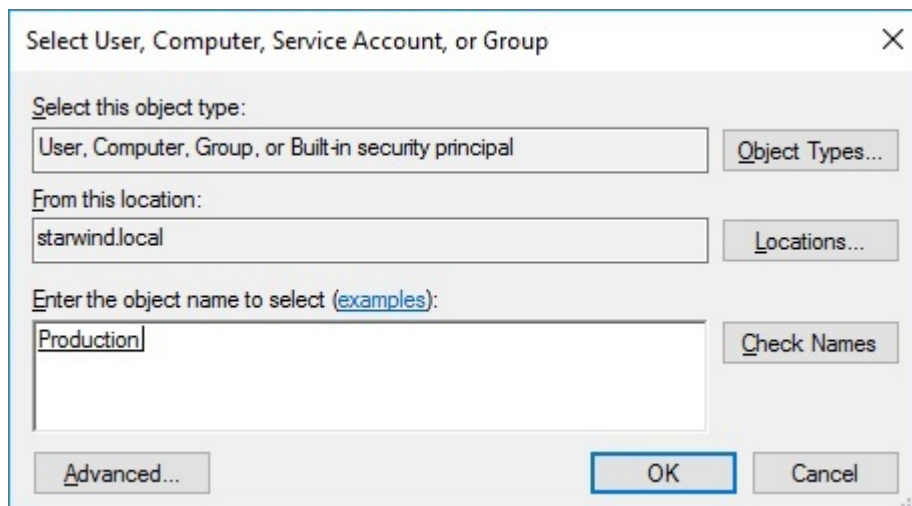 Select User, Computer, Service Account, or Group
Select this object type:
User, Computer, Group, or Built-in security principal
Object Types...
From this location:
starwind.local
Locations...
Enter the object name to select (examples):
Production
Check Names
Advanced...
OK
Cancel